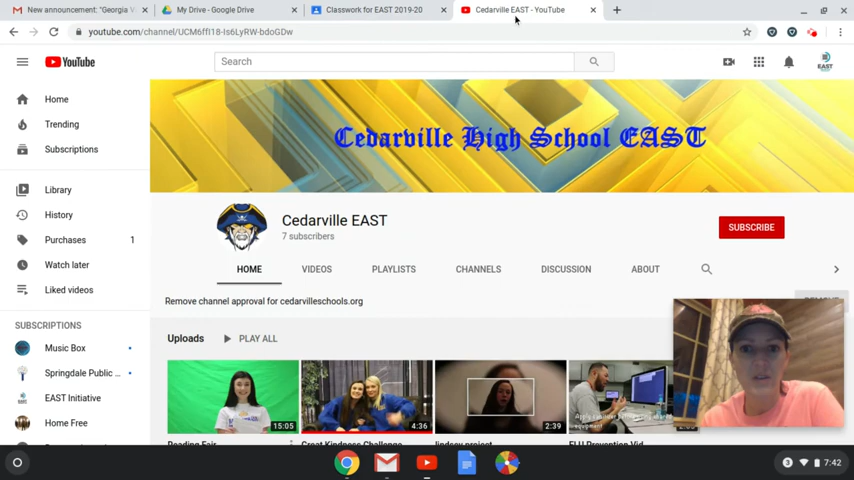 New announcement: "Georgia V
My Drive - Google Drive
Classwork for EAST 2019-20
Cedarville EAST - YouTube
youtube.com/channel/UCM6ffI18-Is6LyRW-bdoGDw
YouTube
Search
EAST
Home
Trending
Subscriptions
Library
History
Purchases 1
Watch later
Liked videos
SUBSCRIPTIONS
Music Box
Springdale Public ...
EAST Initiative
Home Free
Cedarville High School EAST
Cedarville EAST
7 subscribers
SUBSCRIBE
HOME VIDEOS PLAYLISTS CHANNELS DISCUSSION ABOUT
Remove channel approval for cedarvilleschools.org
Uploads PLAY ALL
15:05
4:36
2:39
Reading Fair
Great Kindness Challenge
lindsey project
FLU Prevention Vid
3 7:42